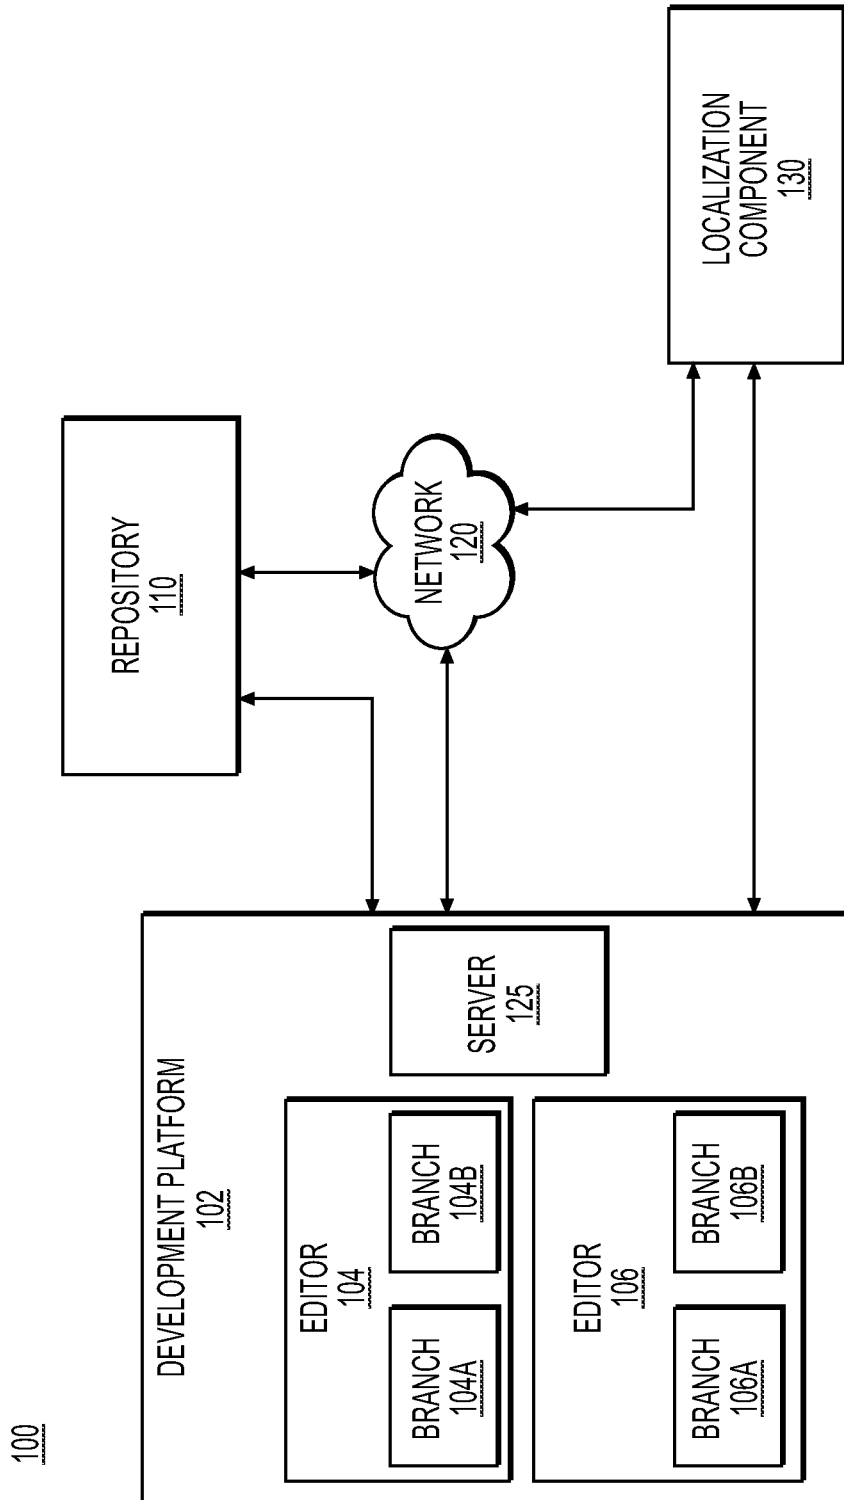 100
DEVELOPMENT PLATFORM
102
EDITOR
104
BRANCH
104A
BRANCH
104B
EDITOR
106
BRANCH
106A
BRANCH
106B
SERVER
125
REPOSITORY
110
NETWORK
120
LOCALIZATION
COMPONENT
130